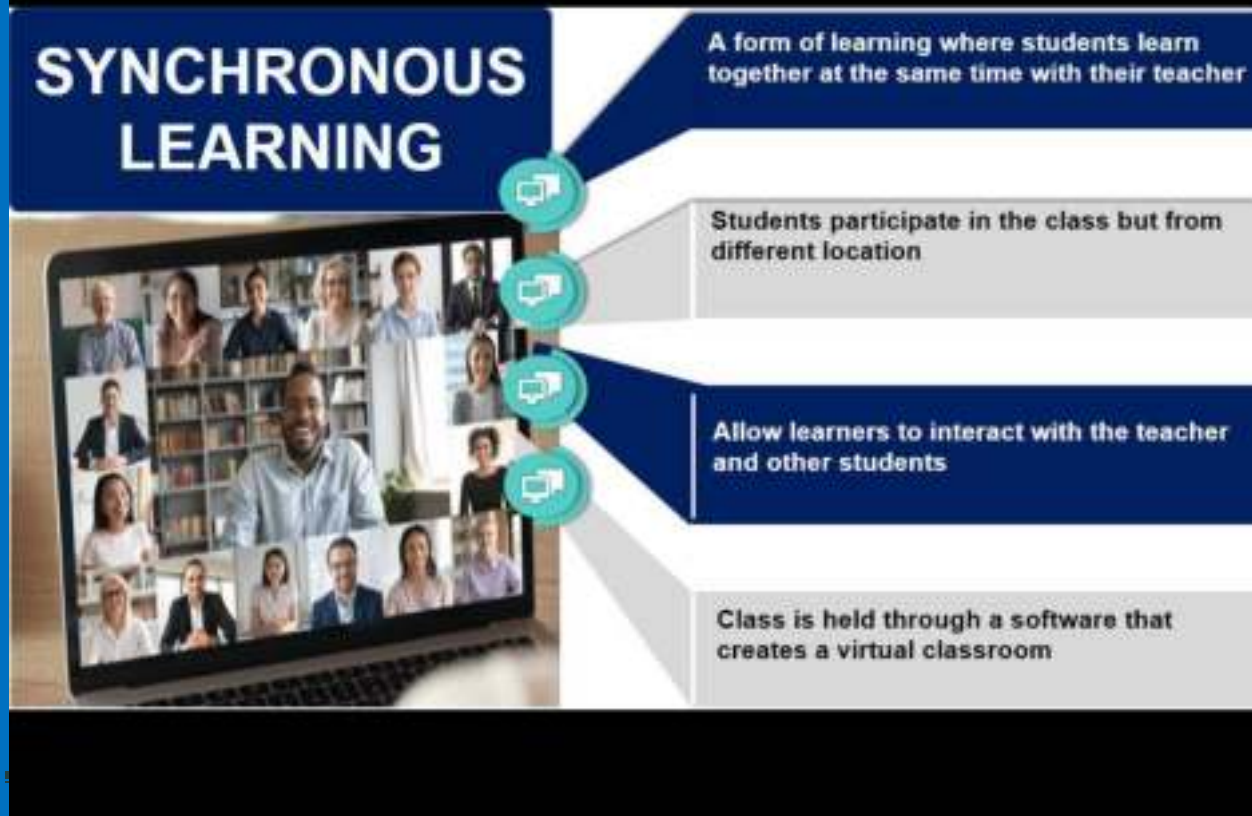 SYNCHRONOUS
LEARNING
A form of learning where students learn
together at the same time with their teacher
Students participate in the class but from
different location
Allow learners to interact with the teacher
and other students
Class is held through a software that
creates a virtual classroom